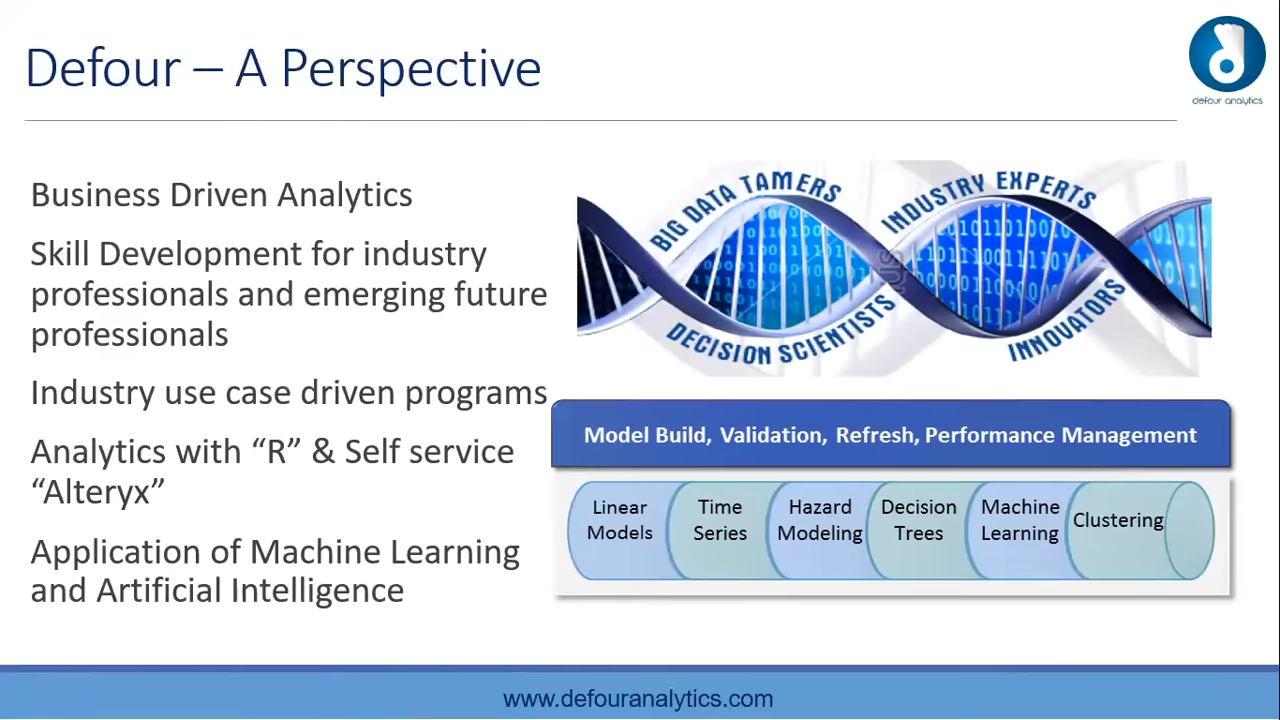 Defour – A Perspective
defour analytics
Business Driven Analytics
Skill Development for industry
professionals and emerging future
professionals
Industry use case driven programs
Analytics with “R” & Self service
“Alteryx”
Application of Machine Learning
and Artificial Intelligence
BIG DATA TAMERS
INDUSTRY EXPERTS
DECISION SCIENTISTS
INNOVATORS
Model Build, Validation, Refresh, Performance Management
Linear
Models
Time
Series
Hazard
Modeling
Decision
Trees
Machine
Learning
Clustering
www.defouranalytics.com